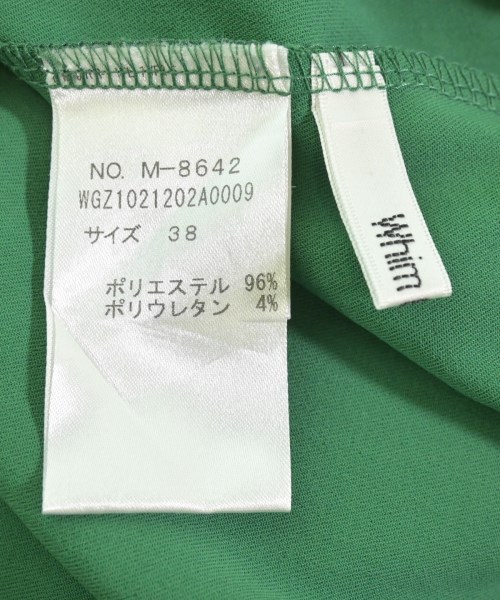 NO. M-8642
WGZ1021202A0009
サイズ 38
ポリエステル 96%
ポリウレタン 4%
Whim